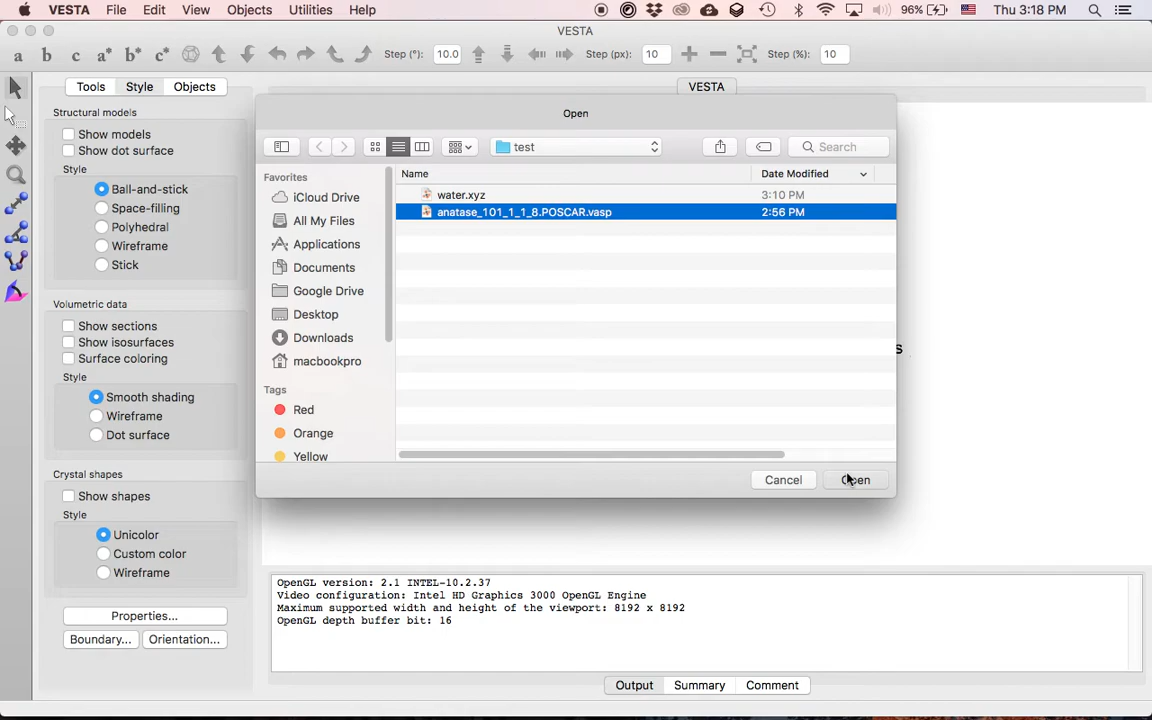 VESTA File Edit View Objects Utilities Help 96% Thu 3:18 PM
VESTA
a b c a* b* c* Step (°): 10.0 Step (px): 10 Step (%): 10
Tools Style Objects
VESTA
Structural models
Show models
Show dot surface
Style
Ball-and-stick
Space-filling
Polyhedral
Wireframe
Stick
Volumetric data
Show sections
Show isosurfaces
Surface coloring
Style
Smooth shading
Wireframe
Dot surface
Crystal shapes
Show shapes
Style
Unicolor
Custom color
Wireframe
Properties...
Boundary... Orientation...
Open
test
Search
Favorites
iCloud Drive
All My Files
Applications
Documents
Google Drive
Desktop
Downloads
macbookpro
Tags
Red
Orange
Yellow
Name Date Modified
water.xyz 3:10 PM
anatase_101_1_1_8.POSCAR.vasp 2:56 PM
Cancel Open
s
OpenGL version: 2.1 INTEL-10.2.37
Video configuration: Intel HD Graphics 3000 OpenGL Engine
Maximum supported width and height of the viewport: 8192 x 8192
OpenGL depth buffer bit: 16
Output Summary Comment